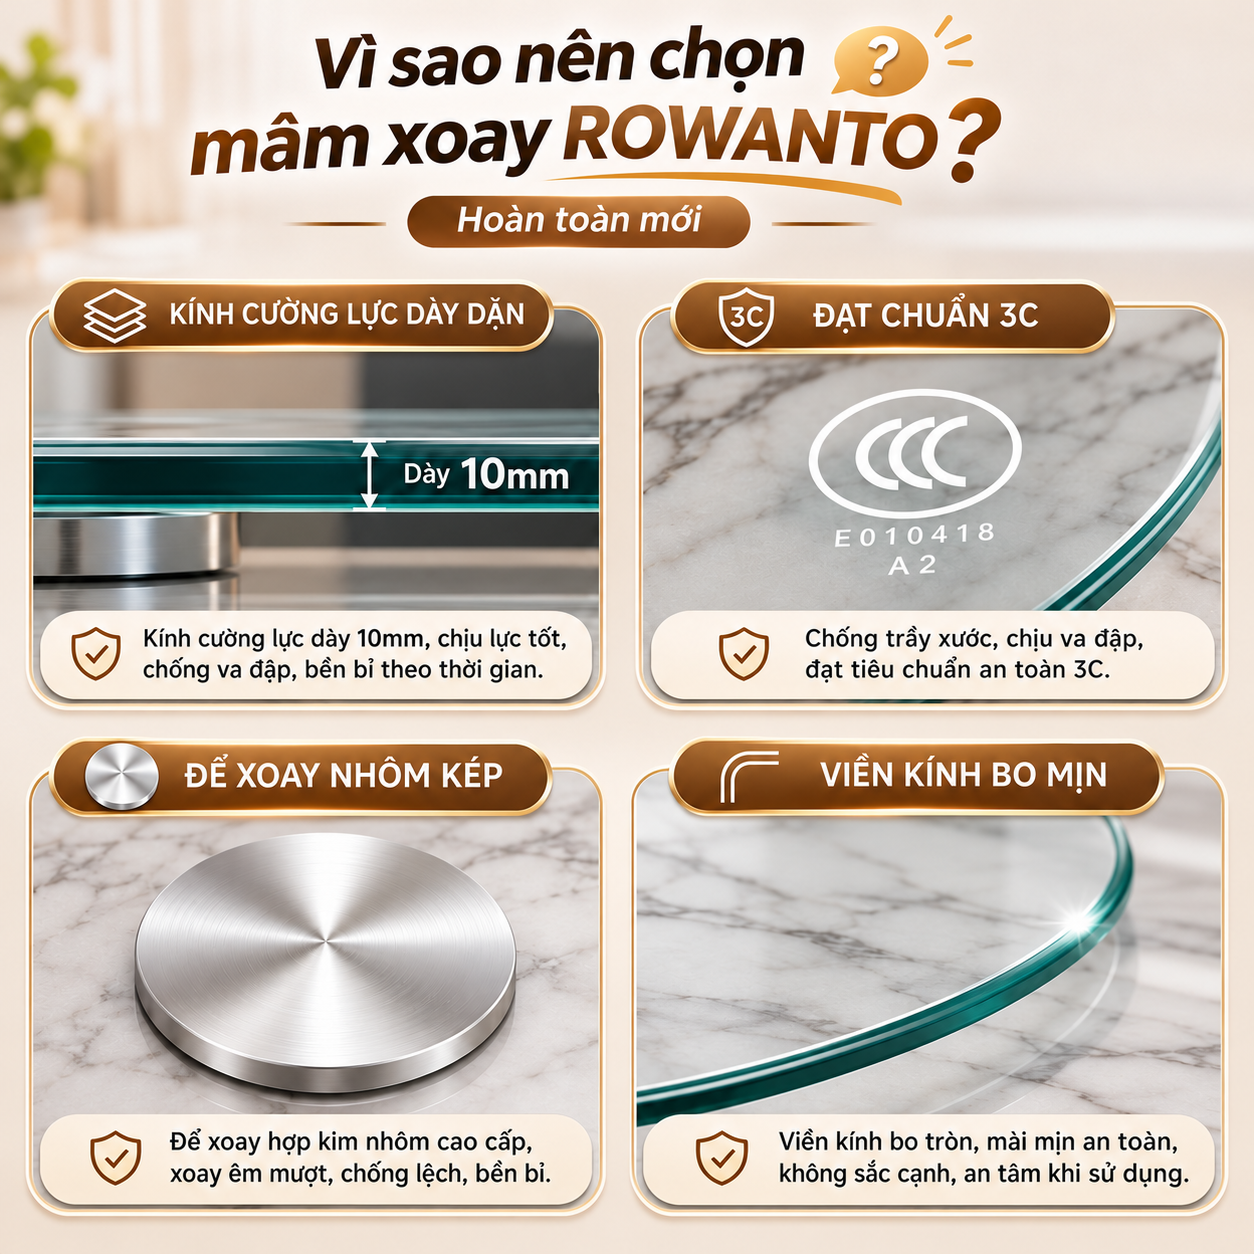 Vì sao nên chọn ?
mâm xoay ROWANTO?
Hoàn toàn mới
KÍNH CƯỜNG LỰC DÀY DẶN
Dày 10mm
Kính cường lực dày 10mm, chịu lực tốt,
chống va đập, bền bỉ theo thời gian.
3C ĐẠT CHUẨN 3C
CCC
E010418
A2
Chống trầy xước, chịu va đập,
đạt tiêu chuẩn an toàn 3C.
ĐỂ XOAY NHÔM KÉP
Để xoay hợp kim nhôm cao cấp,
xoay êm mượt, chống lệch, bền bỉ.
VIỀN KÍNH BO MỊN
Viền kính bo tròn, mài mịn an toàn,
không sắc cạnh, an tâm khi sử dụng.